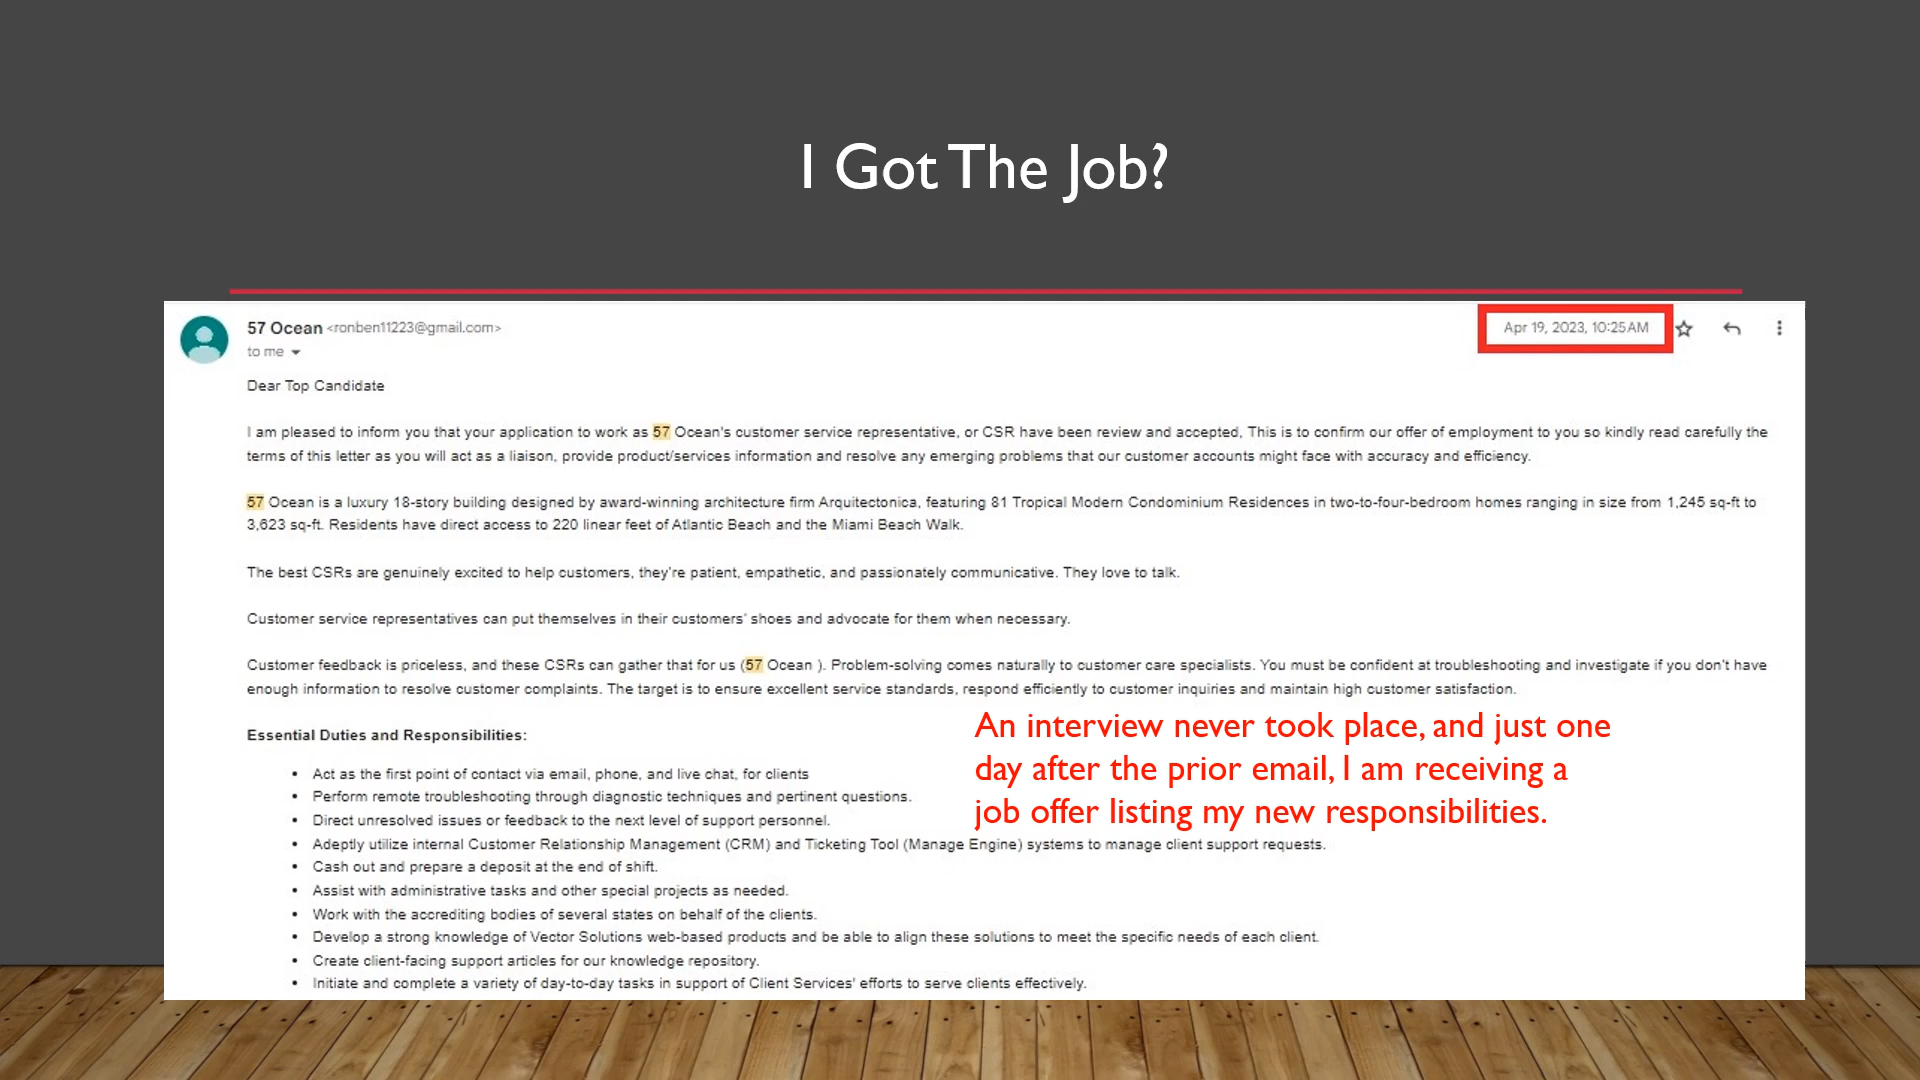 I Got The Job?
57 Ocean <ronben11223@gmail.com>
Apr 19, 2023, 10:25 AM
to me
Dear Top Candidate
I am pleased to inform you that your application to work as 57 Ocean's customer service representative, or CSR have been review and accepted, This is to confirm our offer of employment to you so kindly read carefully the
terms of this letter as you will act as a liaison, provide product/services information and resolve any emerging problems that our customer accounts might face with accuracy and efficiency.
57 Ocean is a luxury 18-story building designed by award-winning architecture firm Arquitectonica, featuring 81 Tropical Modern Condominium Residences in two-to-four-bedroom homes ranging in size from 1,245 sq-ft to
3,623 sq-ft. Residents have direct access to 220 linear feet of Atlantic Beach and the Miami Beach Walk.
The best CSRs are genuinely excited to help customers, they're patient, empathetic, and passionately communicative. They love to talk.
Customer service representatives can put themselves in their customers' shoes and advocate for them when necessary.
Customer feedback is priceless, and these CSRs can gather that for us (57 Ocean ). Problem-solving comes naturally to customer care specialists. You must be confident at troubleshooting and investigate if you don't have
enough information to resolve customer complaints. The target is to ensure excellent service standards, respond efficiently to customer inquiries and maintain high customer satisfaction.
An interview never took place, and just one
day after the prior email, I am receiving a
job offer listing my new responsibilities.
Essential Duties and Responsibilities:
• Act as the first point of contact via email, phone, and live chat, for clients
• Perform remote troubleshooting through diagnostic techniques and pertinent questions.
• Direct unresolved issues or feedback to the next level of support personnel.
• Adeptly utilize internal Customer Relationship Management (CRM) and Ticketing Tool (Manage Engine) systems to manage client support requests.
• Cash out and prepare a deposit at the end of shift.
• Assist with administrative tasks and other special projects as needed.
• Work with the accrediting bodies of several states on behalf of the clients.
• Develop a strong knowledge of Vector Solutions web-based products and be able to align these solutions to meet the specific needs of each client.
• Create client-facing support articles for our knowledge repository.
• Initiate and complete a variety of day-to-day tasks in support of Client Services' efforts to serve clients effectively.